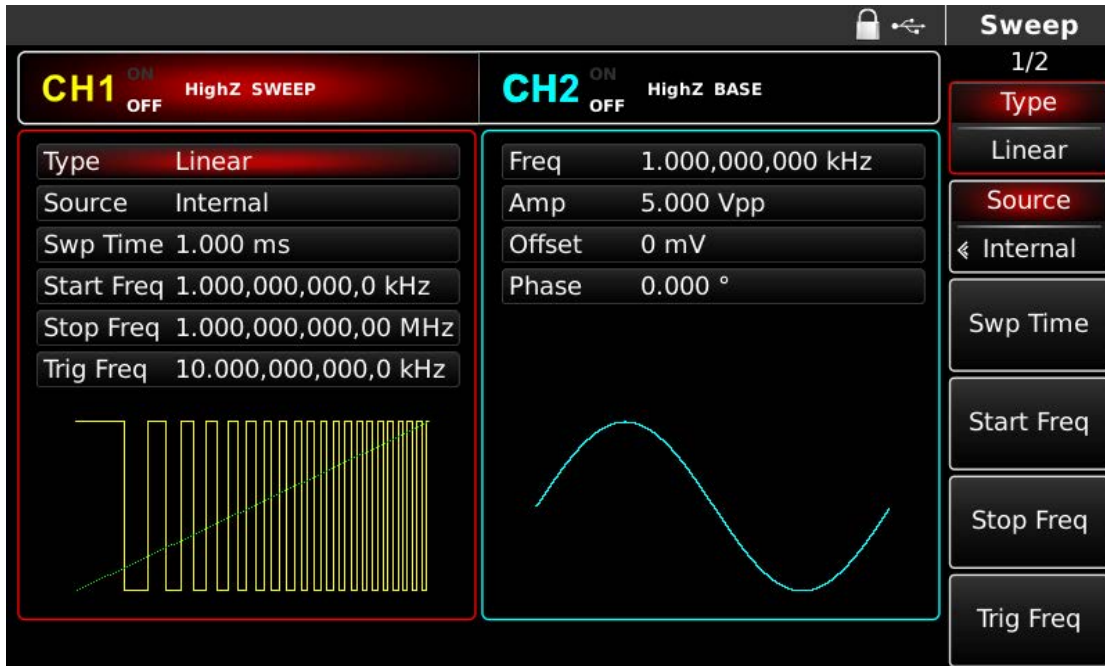 Sweep
1/2
CH1 ON OFF HighZ SWEEP
CH2 ON OFF HighZ BASE
Type Linear
Source Internal
Swp Time 1.000 ms
Start Freq 1.000,000,000,0 kHz
Stop Freq 1.000,000,000,00 MHz
Trig Freq 10.000,000,000,0 kHz
Freq 1.000,000,000 kHz
Amp 5.000 Vpp
Offset 0 mV
Phase 0.000 °
Type
Linear
Source
Internal
Swp Time
Start Freq
Stop Freq
Trig Freq